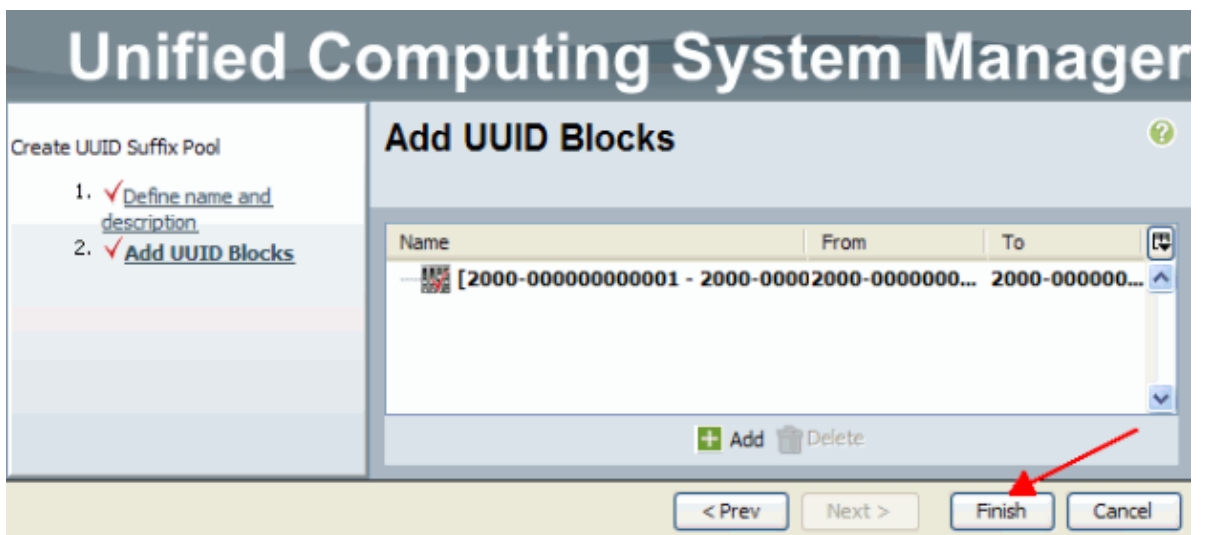 Unified Computing System Manager
Create UUID Suffix Pool
1. Define name and
description
2. Add UUID Blocks
Add UUID Blocks
?
Name From To
[2000-000000000001 - 2000-0000 2000-0000000... 2000-000000...
Add Delete
< Prev Next > Finish Cancel